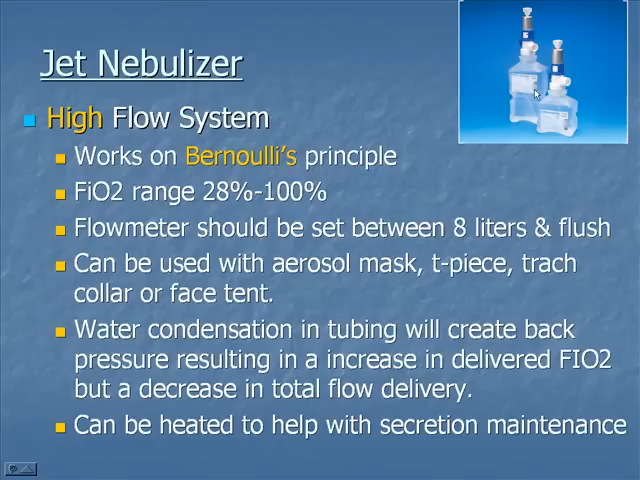 Jet Nebulizer
High Flow System
Works on Bernoulli's principle
FiO2 range 28%-100%
Flowmeter should be set between 8 liters & flush
Can be used with aerosol mask, t-piece, trach
collar or face tent.
Water condensation in tubing will create back
pressure resulting in a increase in delivered FIO2
but a decrease in total flow delivery.
Can be heated to help with secretion maintenance